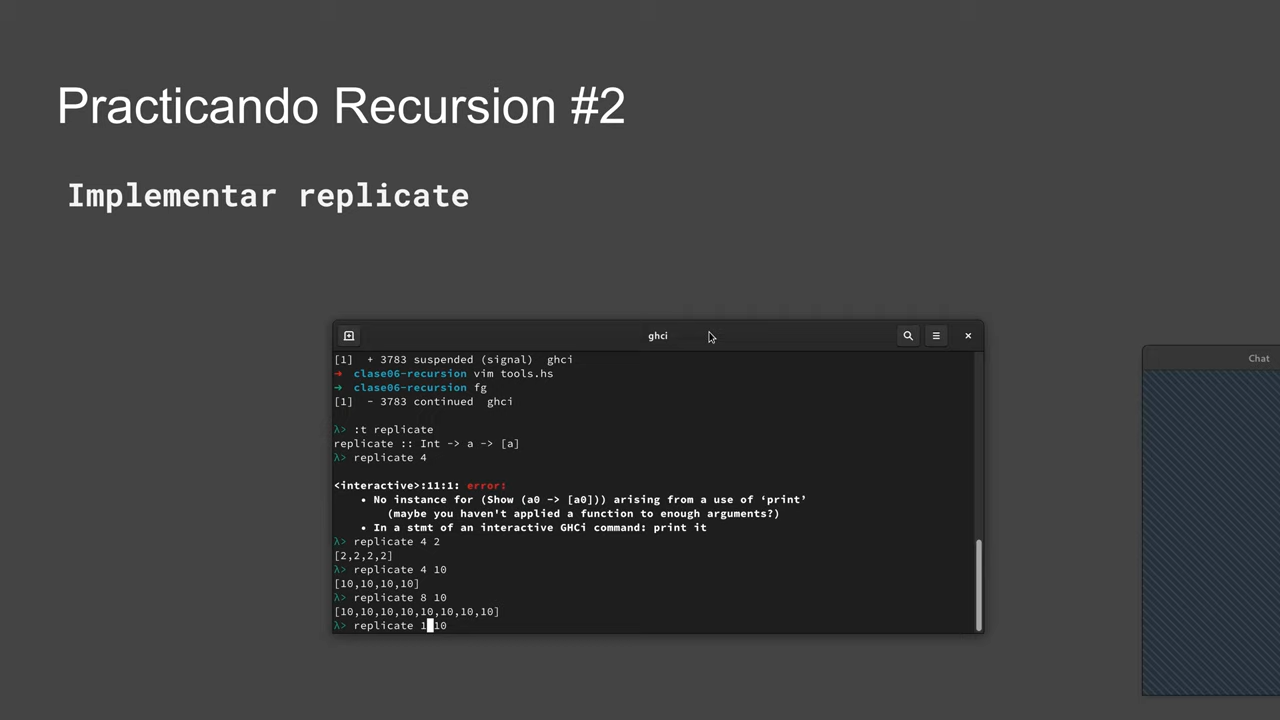 Practicando Recursion #2
Implementar replicate
ghci
[1]  + 3783 suspended (signal)  ghci
→  clase06-recursion vim tools.hs
→  clase06-recursion fg
[1]  - 3783 continued  ghci
λ> :t replicate
replicate :: Int -> a -> [a]
λ> replicate 4
<interactive>:11:1: error:
• No instance for (Show (a0 -> [a0])) arising from a use of ‘print’
(maybe you haven't applied a function to enough arguments?)
• In a stmt of an interactive GHCi command: print it
λ> replicate 4 2
[2,2,2,2]
λ> replicate 4 10
[10,10,10,10]
λ> replicate 8 10
[10,10,10,10,10,10,10,10]
λ> replicate 1 10
Chat